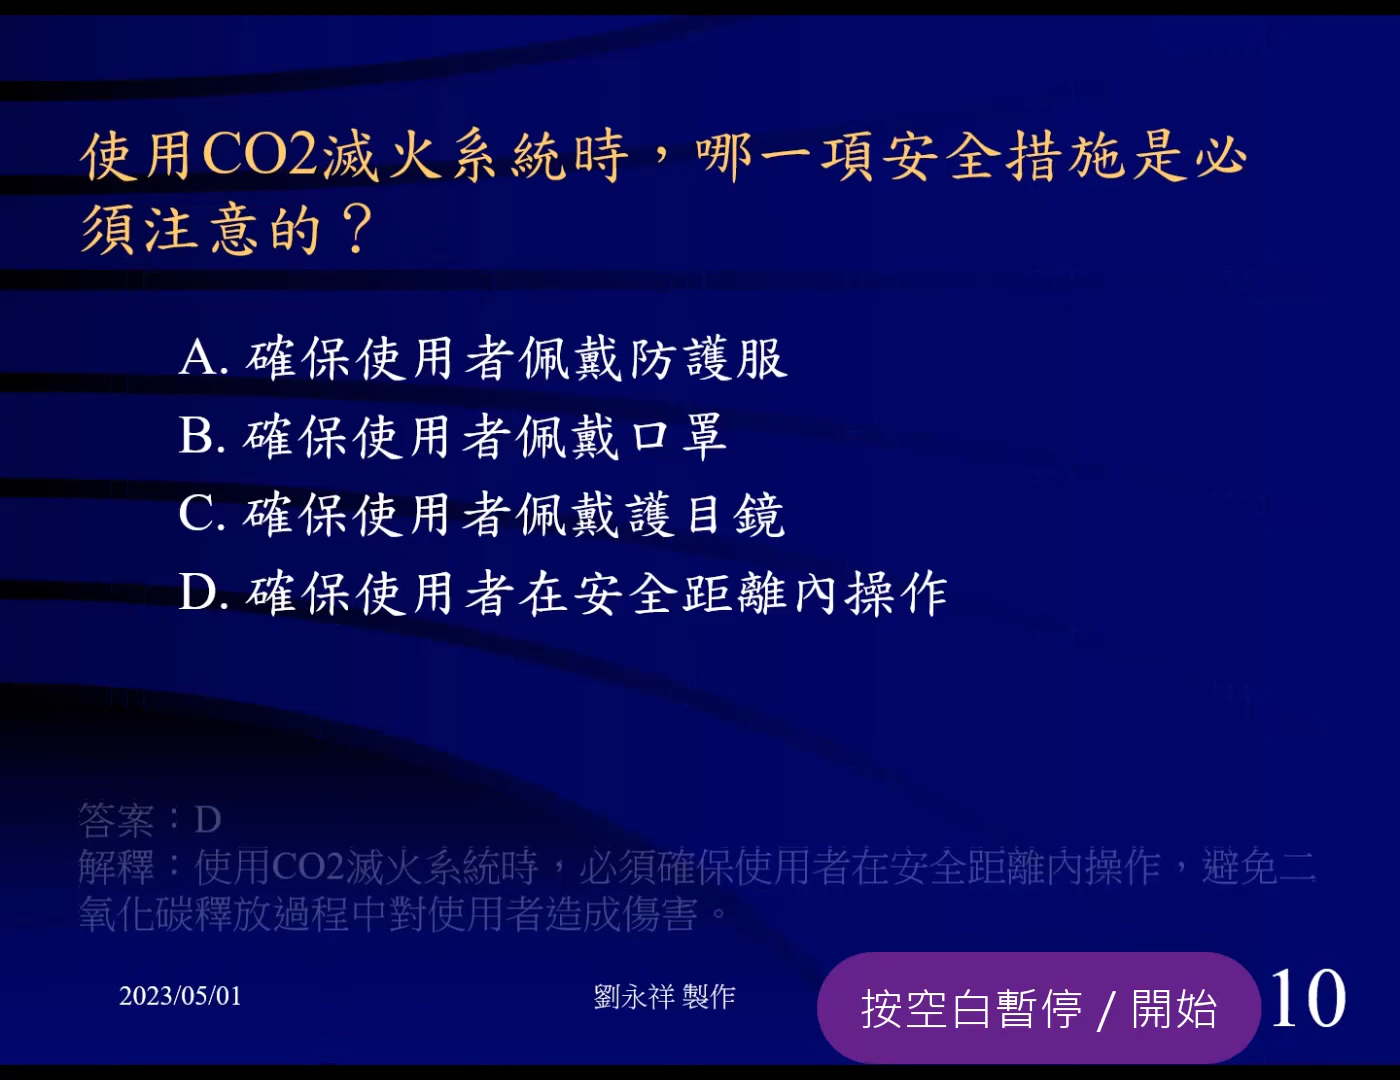 使用CO2滅火系統時，哪一項安全措施是必
須注意的？
A. 確保使用者佩戴防護服
B. 確保使用者佩戴口罩
C. 確保使用者佩戴護目鏡
D. 確保使用者在安全距離內操作
答案：D
解釋：使用CO2滅火系統時，必須確保使用者在安全距離內操作，避免二
氧化碳釋放過程中對使用者造成傷害。
2023/05/01
劉永祥 製作
按空白暫停 / 開始
10